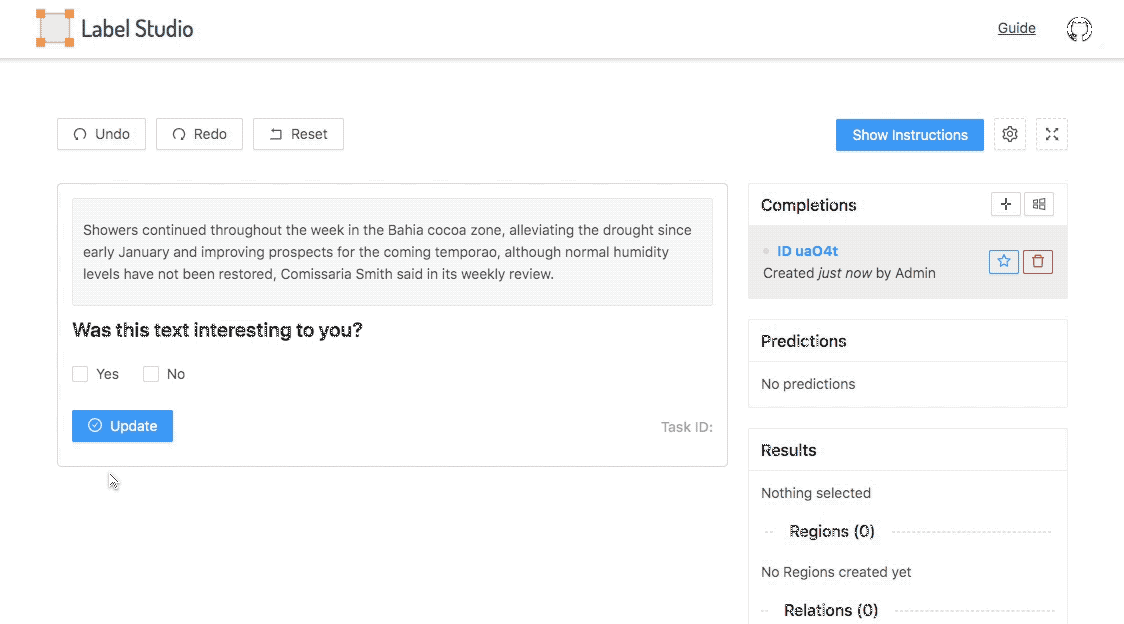 Label Studio
Guide
Undo
Redo
Reset
Show Instructions
Showers continued throughout the week in the Bahia cocoa zone, alleviating the drought since
early January and improving prospects for the coming temporao, although normal humidity
levels have not been restored, Comissaria Smith said in its weekly review.
Was this text interesting to you?
Yes
No
Update
Task ID:
Completions
ID uaO4t
Created just now by Admin
Predictions
No predictions
Results
Nothing selected
Regions (0)
No Regions created yet
Relations (0)